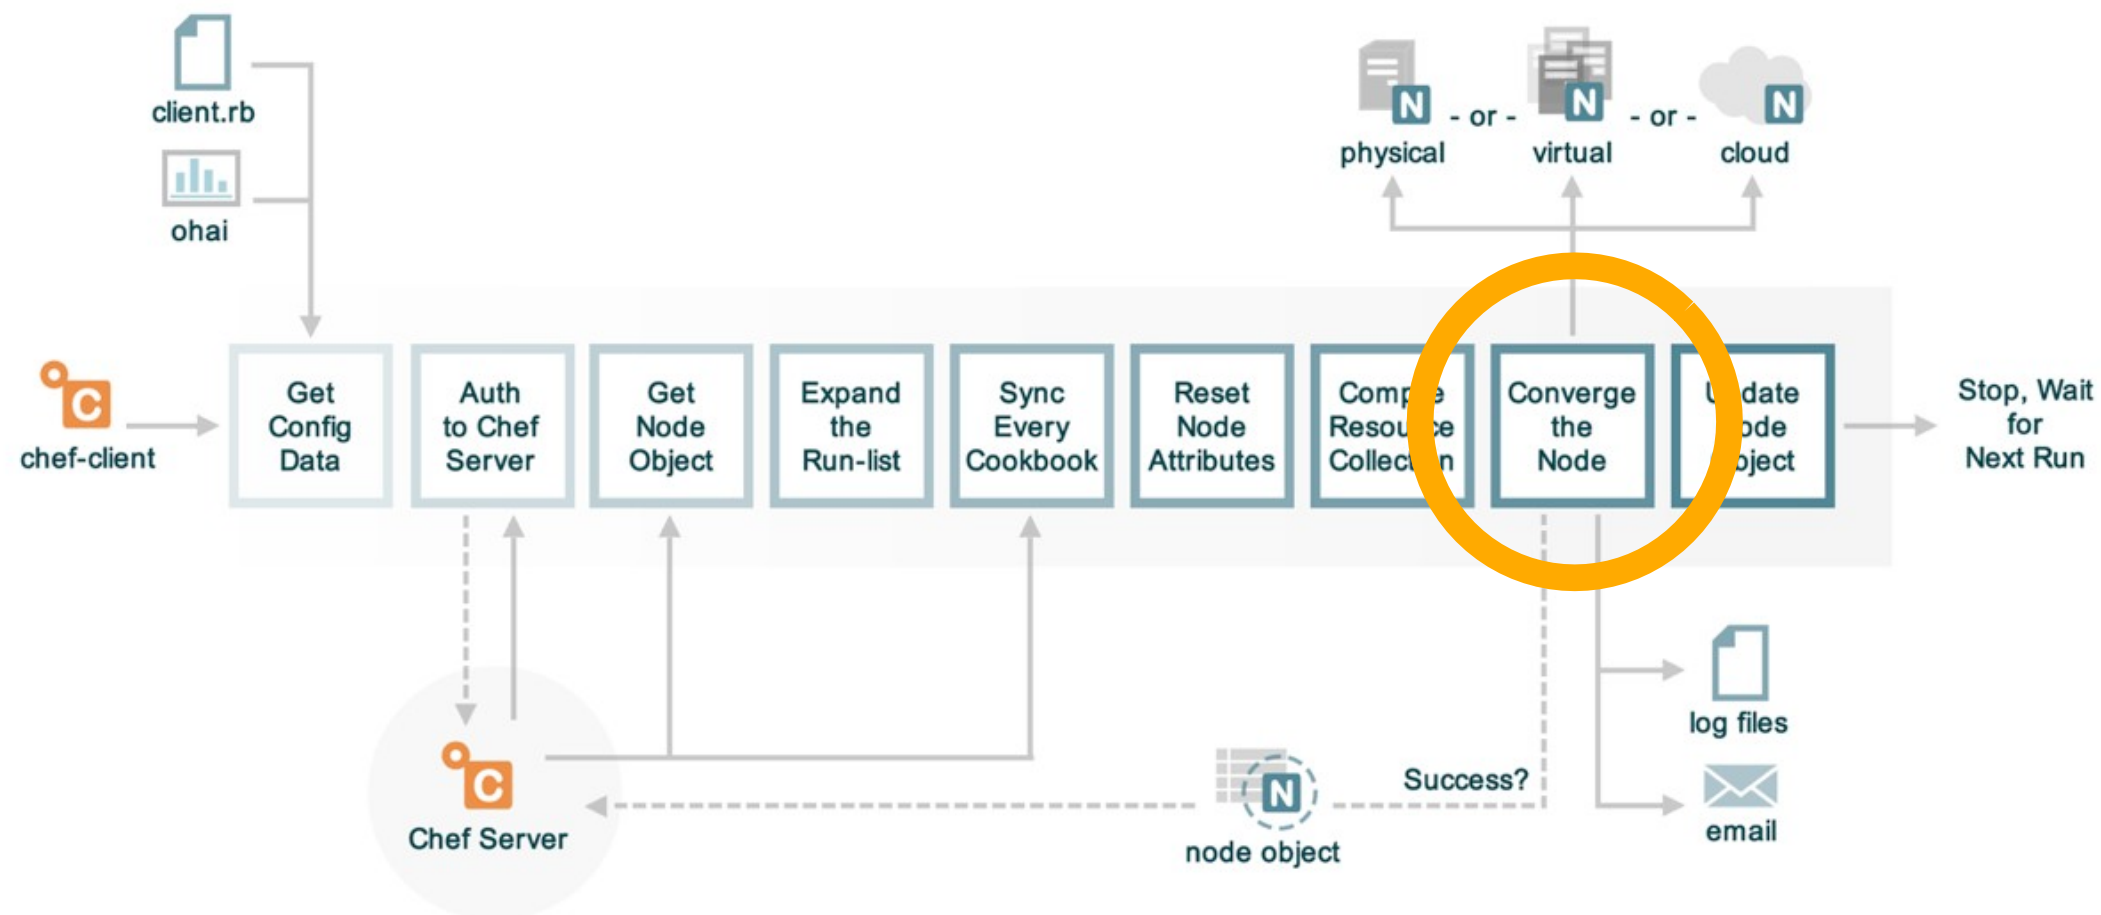 client.rb
ohai
N
- or -
N
- or -
N
physical
virtual
cloud
C
chef-client
Get
Config
Data
Auth
to Chef
Server
Get
Node
Object
Expand
the
Run-list
Sync
Every
Cookbook
Reset
Node
Attributes
Resource
Converge
the
Node
Stop, Wait
for
Next Run
C
Chef Server
N
node object
Success?
log files
email